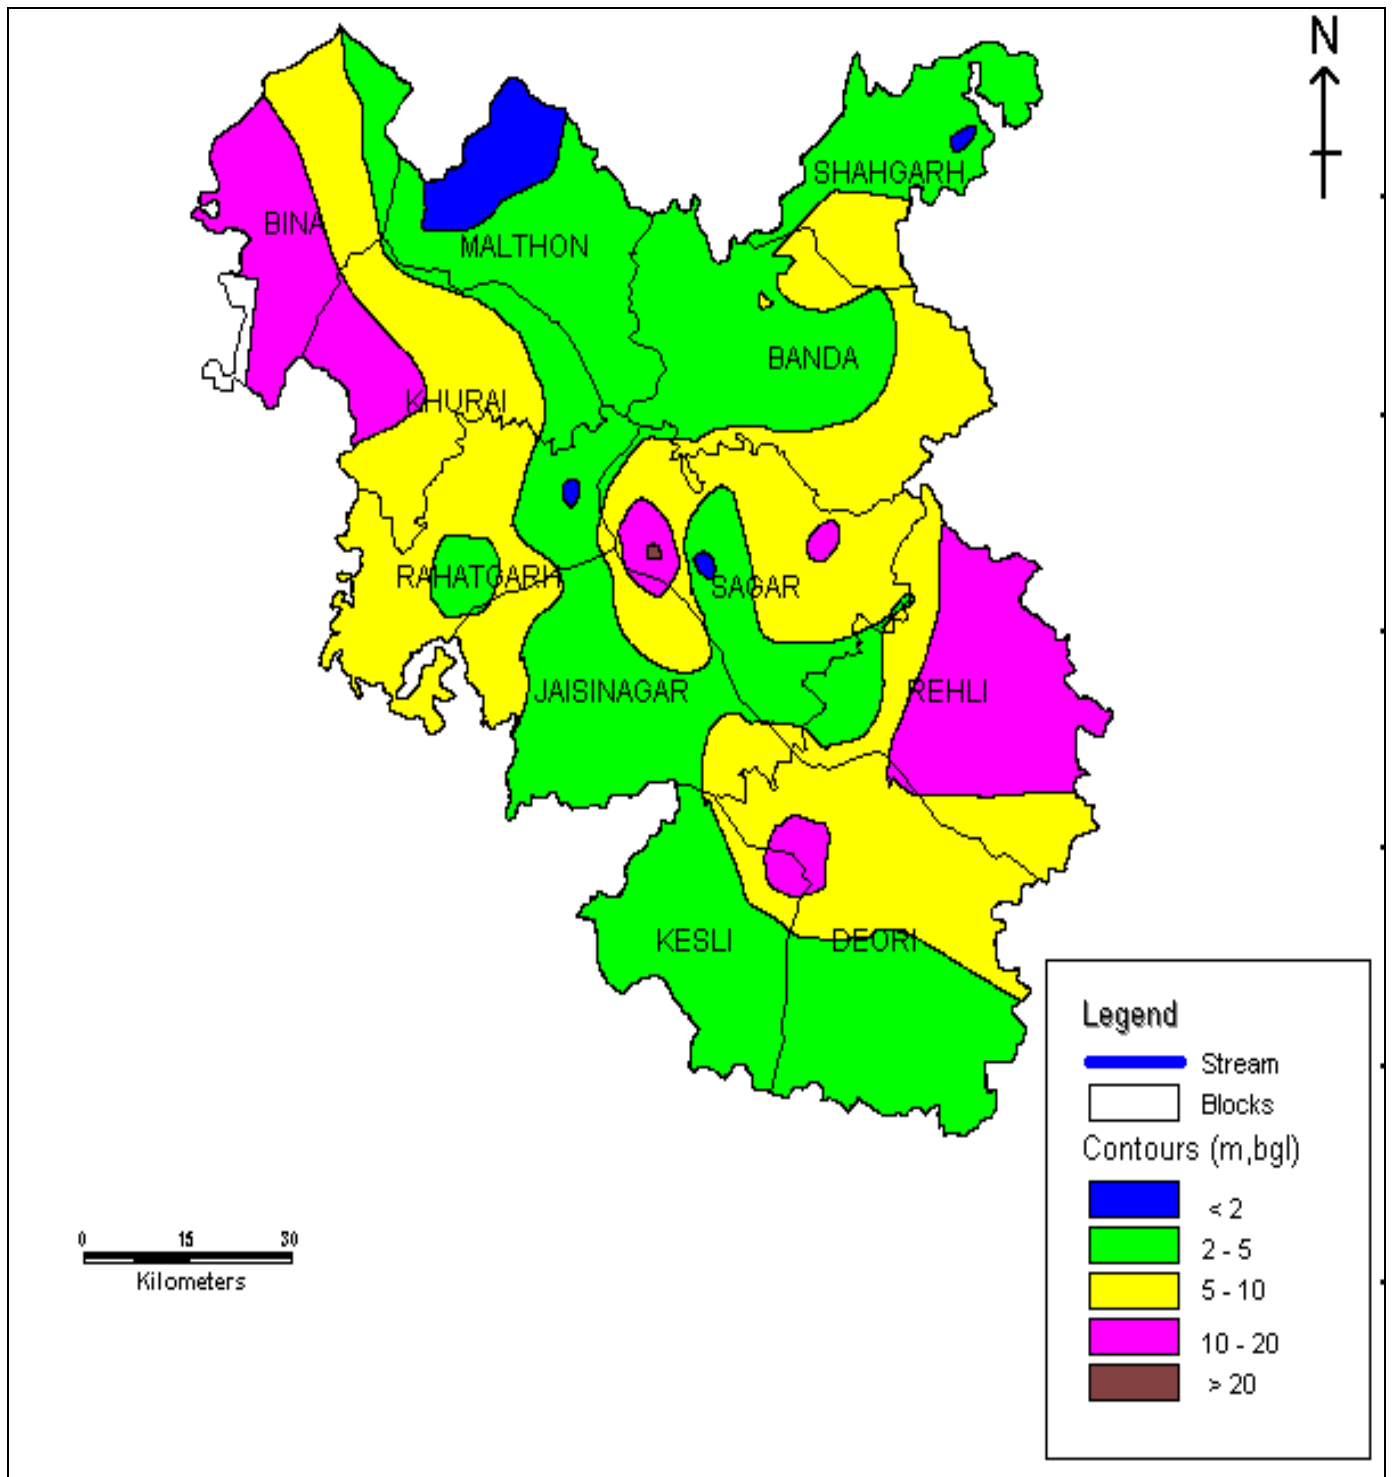 N
SHAHGARH
BINA
MALTHON
BANDA
KHURAI
RAHATGARH
SAGAR
JAISINAGAR
REHLI
KESLI
DEORI
Legend
Stream
Blocks
Contours (m,bgl)
< 2
2 - 5
5 - 10
10 - 20
> 20
0 15 30
Kilometers